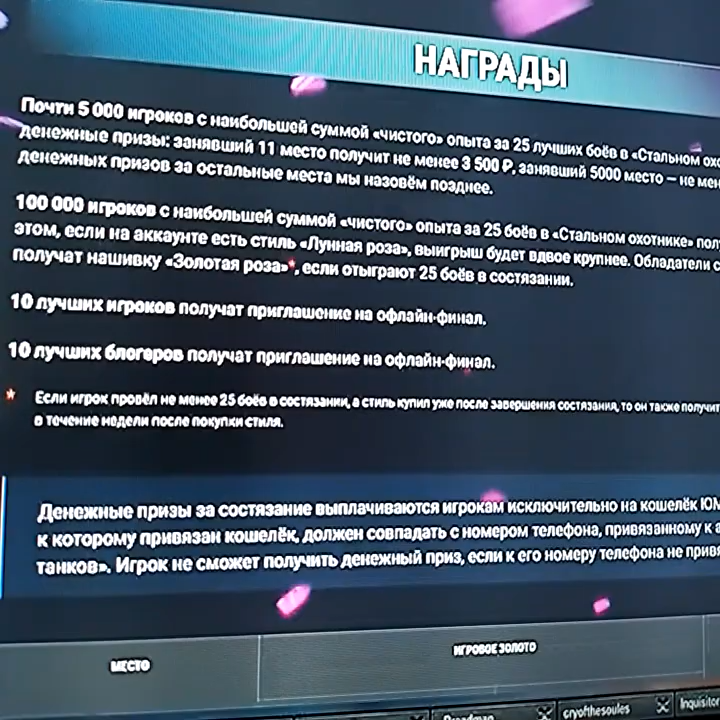 НАГРАДЫ
Почти 5 000 игроков с наибольшей суммой «чистого» опыта за 25 лучших боёв в «Стальном
денежные призы: занявший 11 место получит не менее 3 500 ₽, занявший 5000 место — не
денежных призов за остальные места мы назовём позднее.
100 000 игроков с наибольшей суммой «чистого» опыта за 25 боёв в «Стальном охотнике»
этом, если на аккаунте есть стиль «Лунная роза», выигрыш будет вдвое крупнее. Обладатели
получат нашивку «Золотая роза»*, если отыграют 25 боёв в состязании.
10 лучших игроков получат приглашение на офлайн-финал.
10 лучших блогеров получат приглашение на офлайн-финал.
* Если игрок провёл не менее 25 боёв в состязании, а стиль купил уже после завершения состязания, то он также получит
в течение недели после покупки стиля.
Денежные призы за состязание выплачиваются игрокам исключительно на кошелёк
к которому привязан кошелёк, должен совпадать с номером телефона, привязанному к
танков». Игрок не сможет получить денежный приз, если к его номеру телефона не
МЕСТО
ИГРОВОЕ ЗОЛОТО
cryofthesoules
Inquisitor